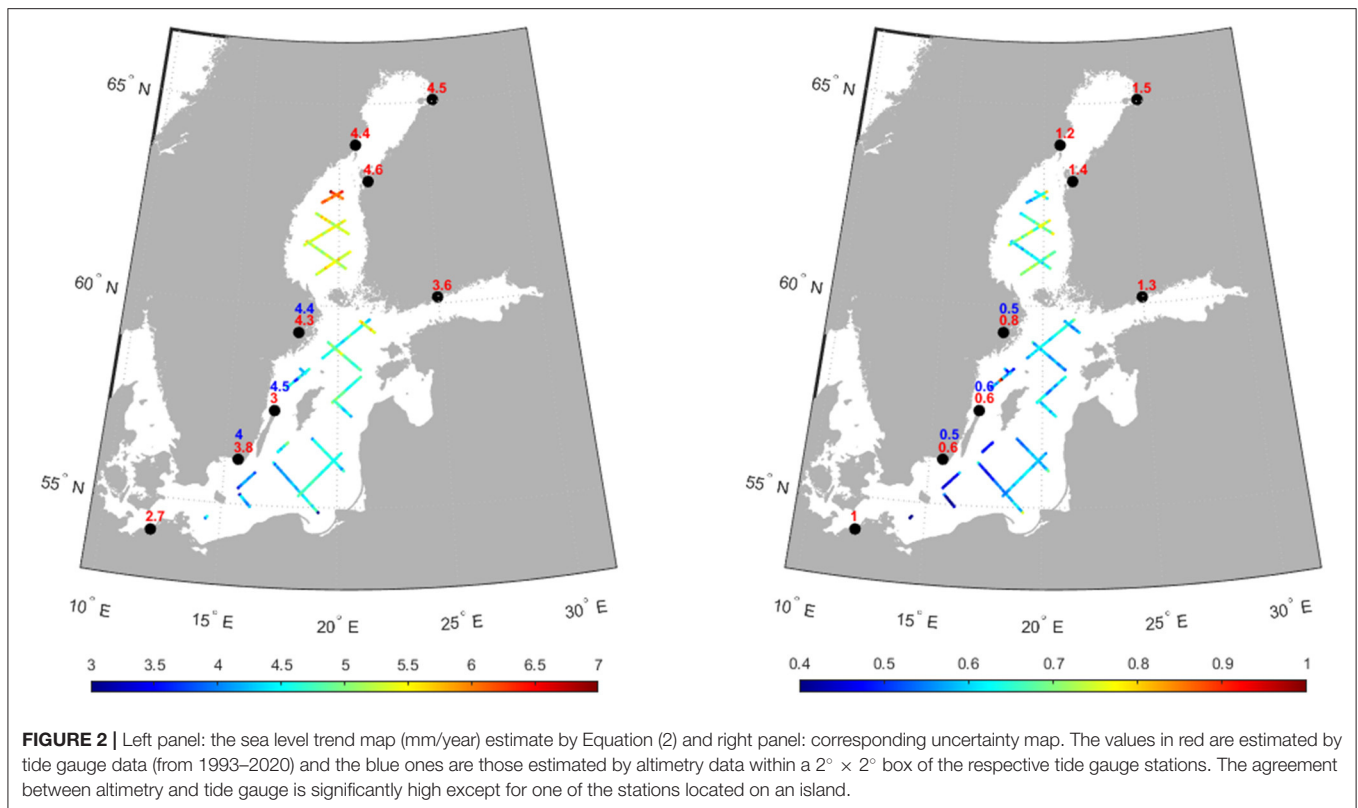 65° N
60° N
55° N
10° E
15° E
20° E
25° E
30° E
4.5
4.4
4.6
3.6
4.4
4.3
4.5
3
4
3.8
2.7
3 3.5 4 4.5 5 5.5 6 6.5 7
65° N
60° N
55° N
10° E
15° E
20° E
25° E
30° E
1.5
1.2
1.4
1.3
0.5
0.8
0.6
0.6
0.5
0.6
1
0.4 0.5 0.6 0.7 0.8 0.9 1
FIGURE 2 | Left panel: the sea level trend map (mm/year) estimate by Equation (2) and right panel: corresponding uncertainty map. The values in red are estimated by
tide gauge data (from 1993–2020) and the blue ones are those estimated by altimetry data within a 2° × 2° box of the respective tide gauge stations. The agreement
between altimetry and tide gauge is significantly high except for one of the stations located on an island.